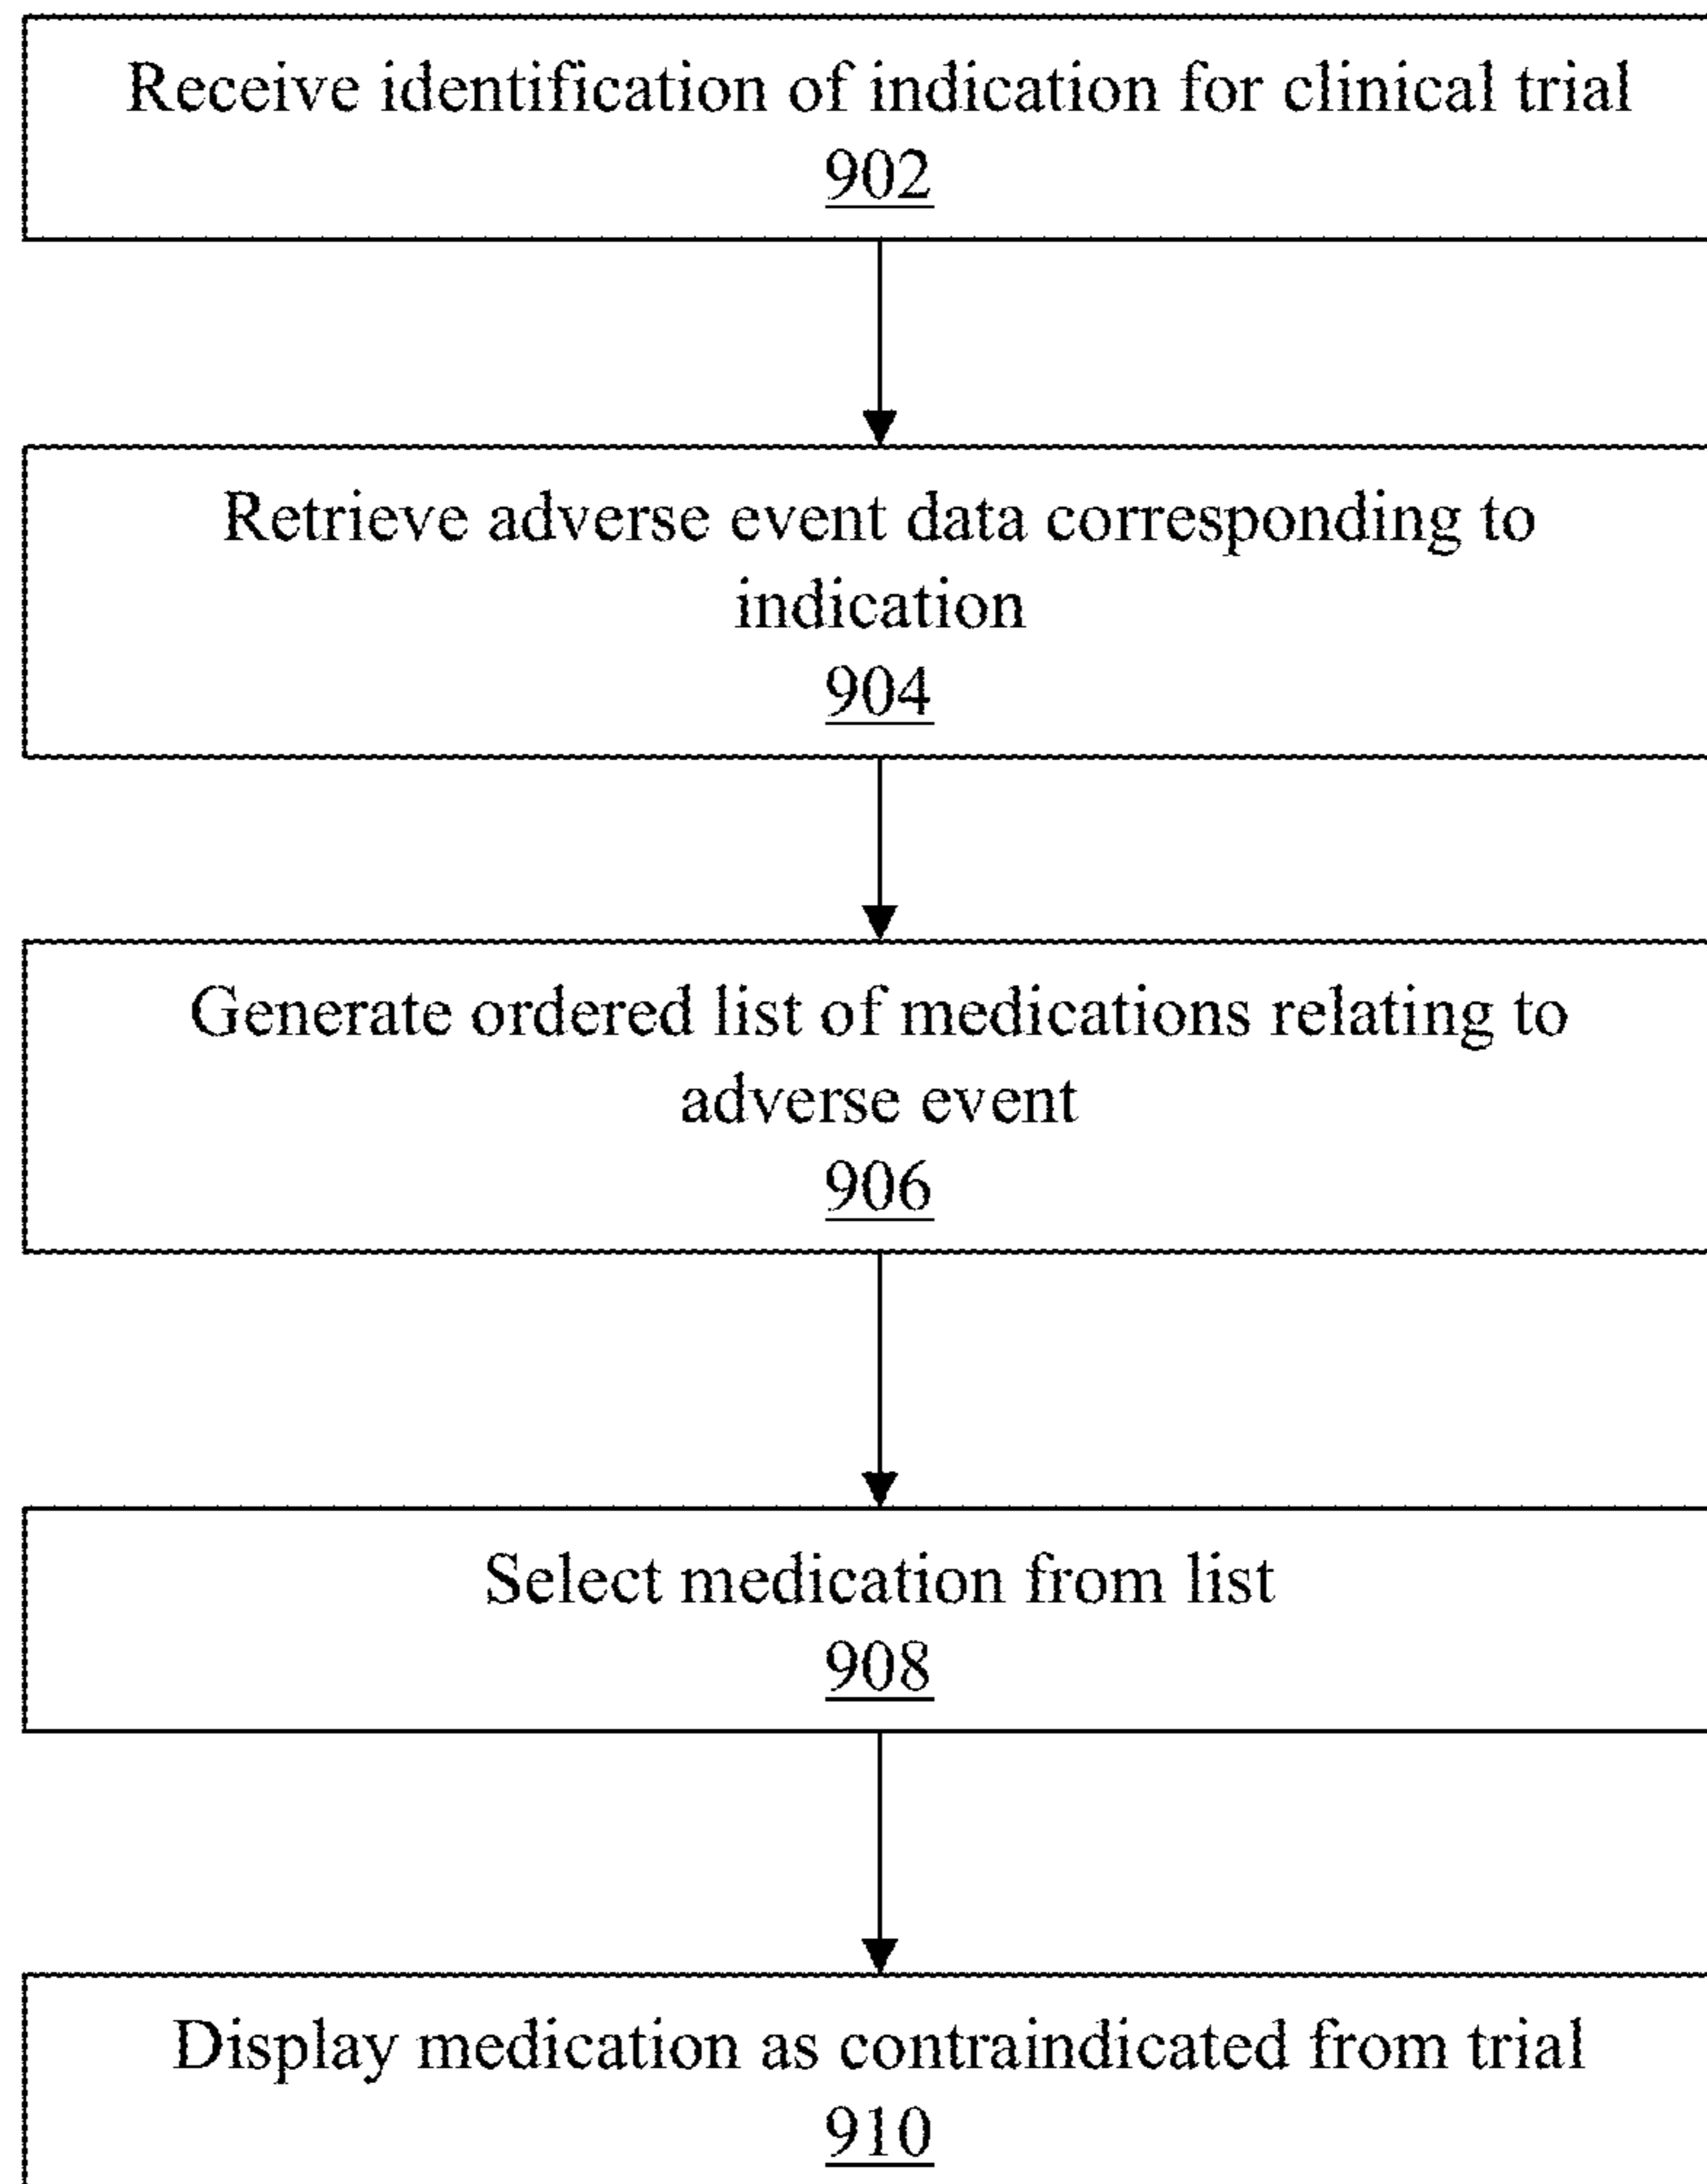 Receive identification of indication for clinical trial
902
Retrieve adverse event data corresponding to
indication
904
Generate ordered list of medications relating to
adverse event
906
Select medication from list
908
Display medication as contraindicated from trial
910